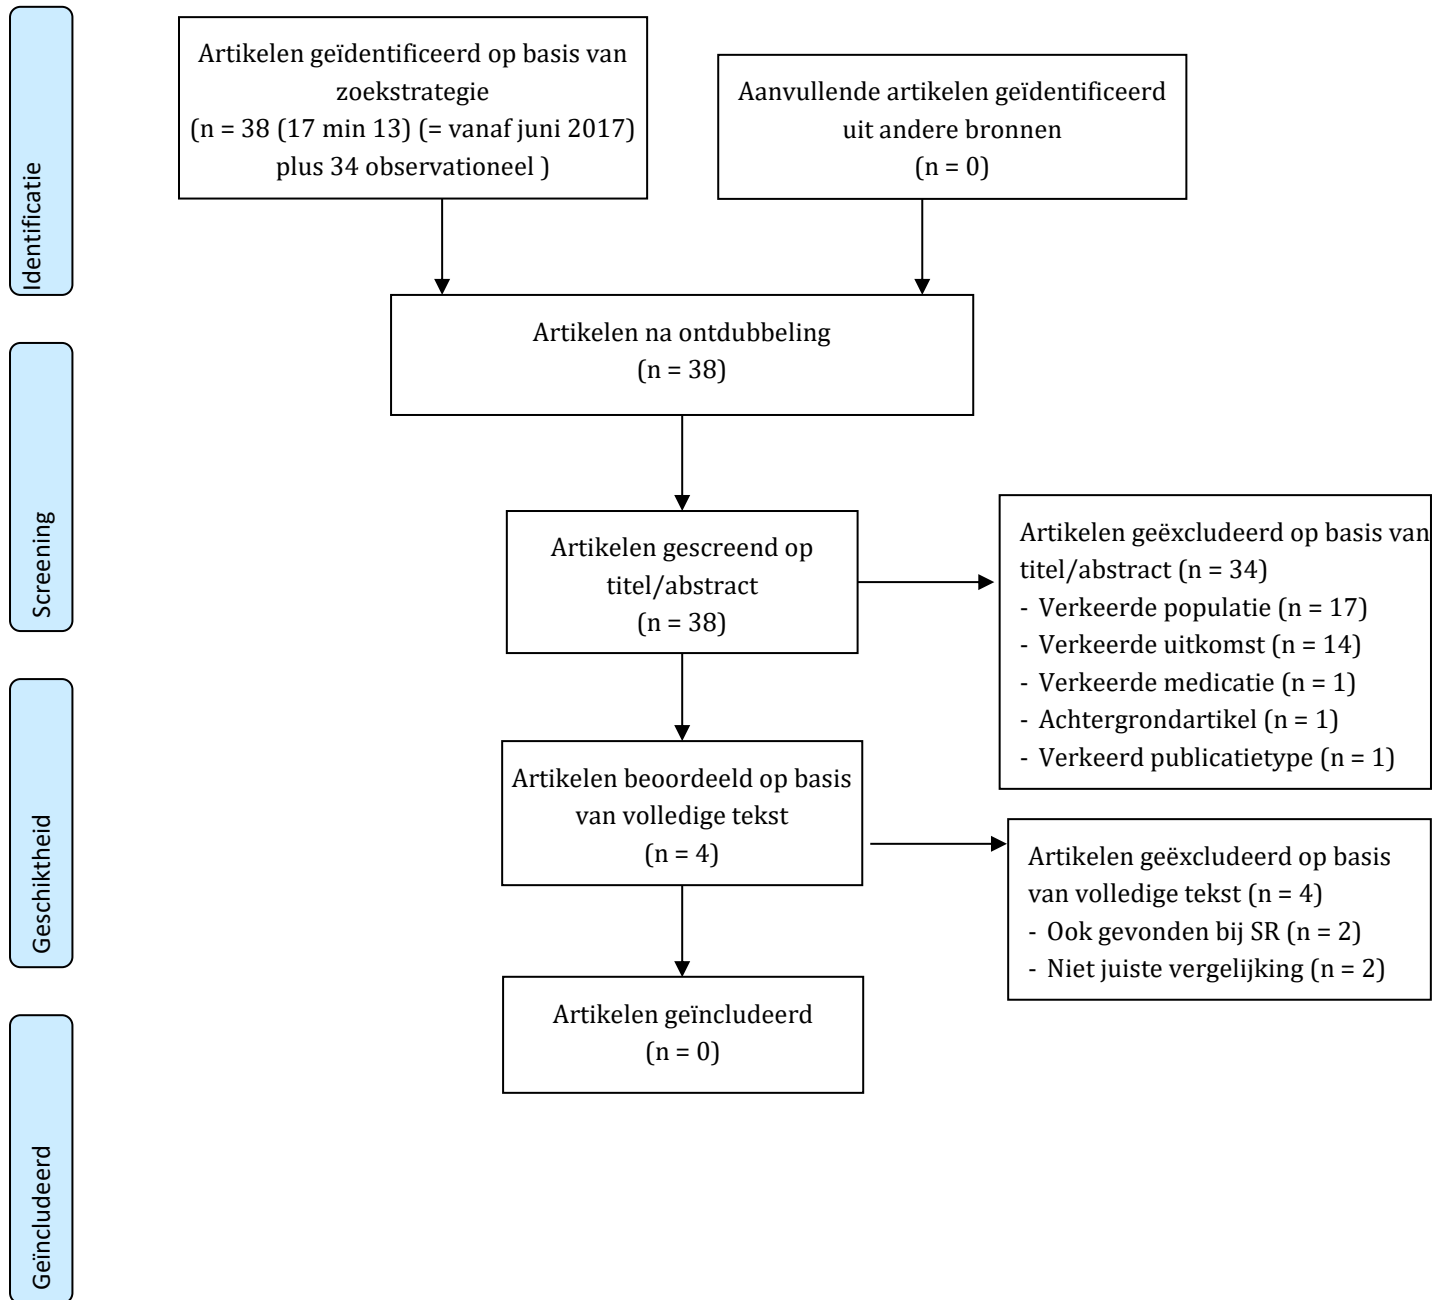 Identificatie
Artikelen geïdentificeerd op basis van
zoekstrategie
(n = 38 (17 min 13) (= vanaf juni 2017)
plus 34 observationeel )
Aanvullende artikelen geïdentificeerd
uit andere bronnen
(n = 0)
Artikelen na ontdubbeling
(n = 38)
Screening
Artikelen gescreend op
titel/abstract
(n = 38)
Artikelen geëxcludeerd op basis van
titel/abstract (n = 34)
- Verkeerde populatie (n = 17)
- Verkeerde uitkomst (n = 14)
- Verkeerde medicatie (n = 1)
- Achtergrondartikel (n = 1)
- Verkeerd publicatietype (n = 1)
Geschiktheid
Artikelen beoordeeld op basis
van volledige tekst
(n = 4)
Artikelen geëxcludeerd op basis
van volledige tekst (n = 4)
- Ook gevonden bij SR (n = 2)
- Niet juiste vergelijking (n = 2)
Geïncludeerd
Artikelen geïncludeerd
(n = 0)